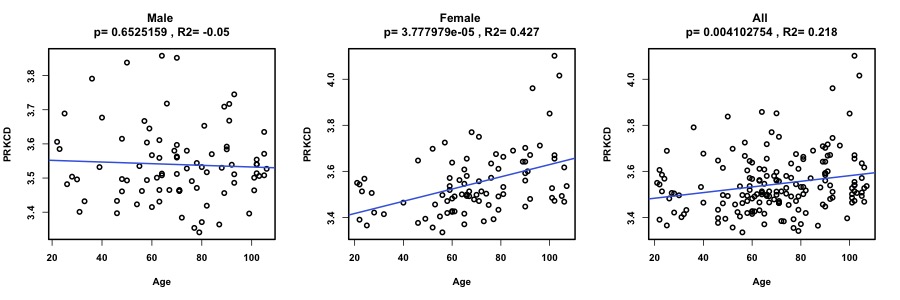 Male
p= 0.6525159 , R2= -0.05
PRKCD
3.8
3.7
3.6
3.5
3.4
20 40 60 80 100
Age
Female
p= 3.777979e-05 , R2= 0.427
PRKCD
4.0
3.8
3.6
3.4
20 40 60 80 100
Age
All
p= 0.004102754 , R2= 0.218
PRKCD
4.0
3.8
3.6
3.4
20 40 60 80 100
Age